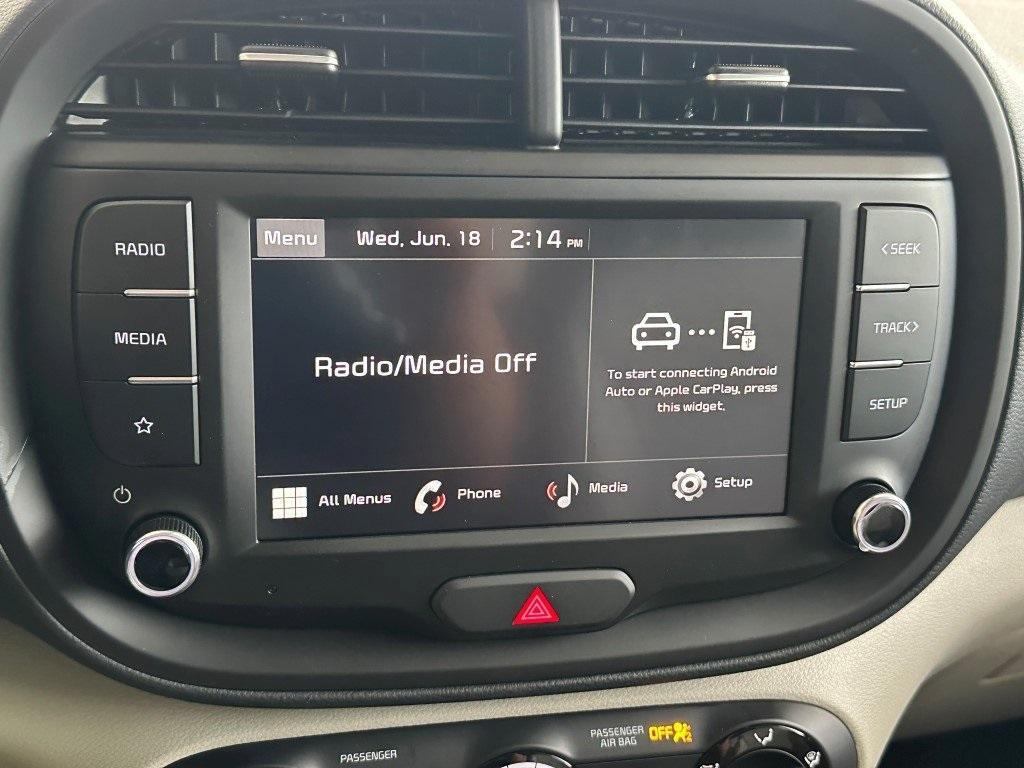 Menu Wed, Jun. 18 2:14 PM
RADIO
MEDIA
Radio/Media Off
To start connecting Android
Auto or Apple CarPlay, press
this widget.
All Menus Phone Media Setup
< SEEK
TRACK >
SETUP
PASSENGER
PASSENGER
AIR BAG OFF